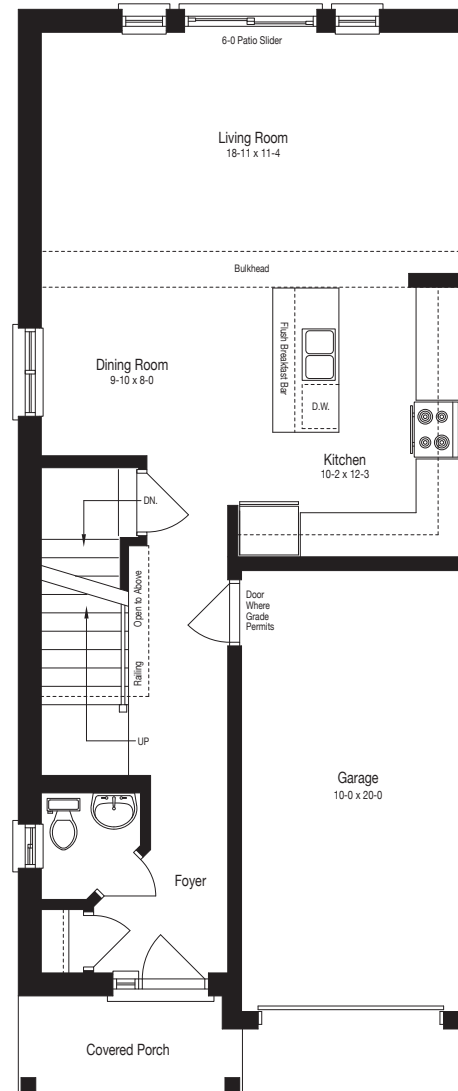 6-0 Patio Slider
Living Room
18-11 x 11-4
Bulkhead
Flush Breakfast Bar
Dining Room
9-10 x 8-0
D.W.
Kitchen
10-2 x 12-3
DN.
Open to Above
Door
Where
Grade
Permits
Railing
UP
Garage
10-0 x 20-0
Foyer
Covered Porch